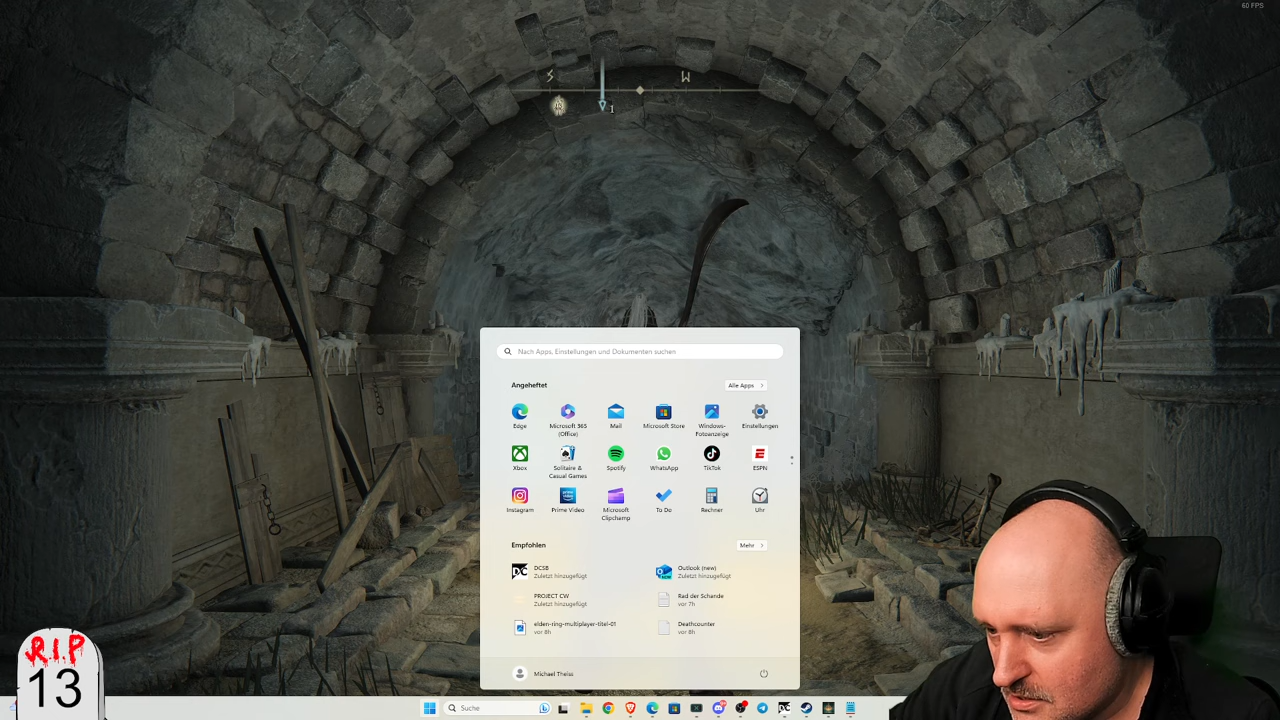 60 FPS
S
W
1
Nach Apps, Einstellungen und Dokumenten suchen
Angeheftet
Alle Apps
Edge
Microsoft 365
(Office)
Mail
Microsoft Store
Windows-
Fotoanzeige
Einstellungen
Xbox
Solitaire &
Casual Games
Spotify
WhatsApp
TikTok
ESPN
Instagram
Prime Video
Microsoft
Clipchamp
To Do
Rechner
Uhr
Empfohlen
Mehr
DCSB
Zuletzt hinzugefügt
Outlook (new)
Zuletzt hinzugefügt
PROJECT CW
Zuletzt hinzugefügt
Rad der Schande
vor 7h
elden-ring-multiplayer-titel-01
vor 8h
Deathcounter
vor 8h
Michael Theiss
R.I.P
13
Suche